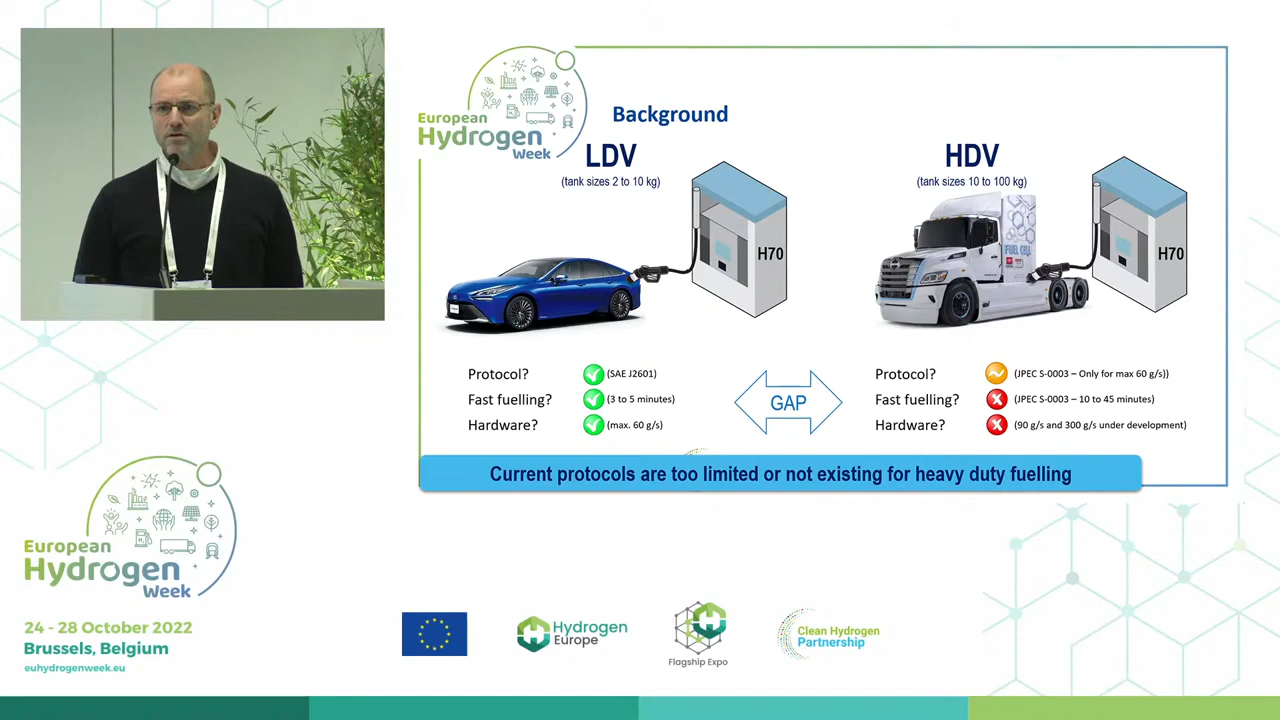 European
Hydrogen
Week
Background
LDV
(tank sizes 2 to 10 kg)
H70
HDV
(tank sizes 10 to 100 kg)
FUEL CELL
H70
Protocol?
(SAE J2601)
Fast fuelling?
(3 to 5 minutes)
Hardware?
(max. 60 g/s)
GAP
Protocol?
(JPEC S-0003 – Only for max 60 g/s))
Fast fuelling?
(JPEC S-0003 – 10 to 45 minutes)
Hardware?
(90 g/s and 300 g/s under development)
Current protocols are too limited or not existing for heavy duty fuelling
European
Hydrogen
Week
24 - 28 October 2022
Brussels, Belgium
euhydrogenweek.eu
Hydrogen
Europe
Flagship Expo
Clean Hydrogen
Partnership